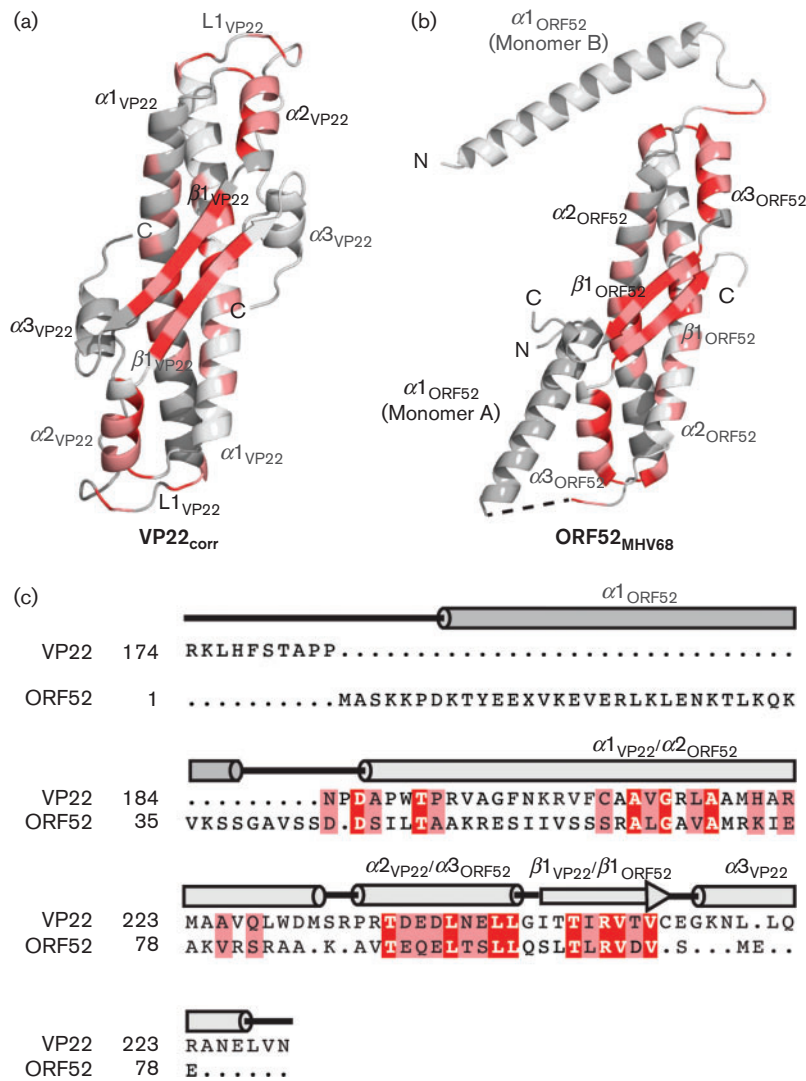 (a)
L1VP22
α1VP22
α2VP22
β1VP22
C
α3VP22
C
α3VP22
β1VP22
α2VP22
α1VP22
L1VP22
VP22corr
(b)
α1ORF52
(Monomer B)
N
α3ORF52
α2ORF52
β1ORF52
C
C
N
β1ORF52
α1ORF52
(Monomer A)
α2ORF52
α3ORF52
ORF52MHV68
(c)
α1ORF52
VP22 174 RKLHFSTAPP..............................
ORF52 1 ..........MASKKPDKTYEEXVKEVERLKLENKTLKQK
α1VP22/α2ORF52
VP22 184 .........NPDAPWTPRVAGFNKRVFCAAVGRLAAMHAR
ORF52 35 VKSSGAVSSD.DSILTAAKRESIIVSSSRALGAVAMRKIE
α2VP22/α3ORF52 β1VP22/β1ORF52 α3VP22
VP22 223 MAAVQLWDMSRPRTDEDLNELLGITTIRVTVCEGKNL.LQ
ORF52 78 AKVRSRAA.K.AVTEQELTSLLQSLTLRVDV.S...ME..
VP22 223 RANELVN
ORF52 78 E......